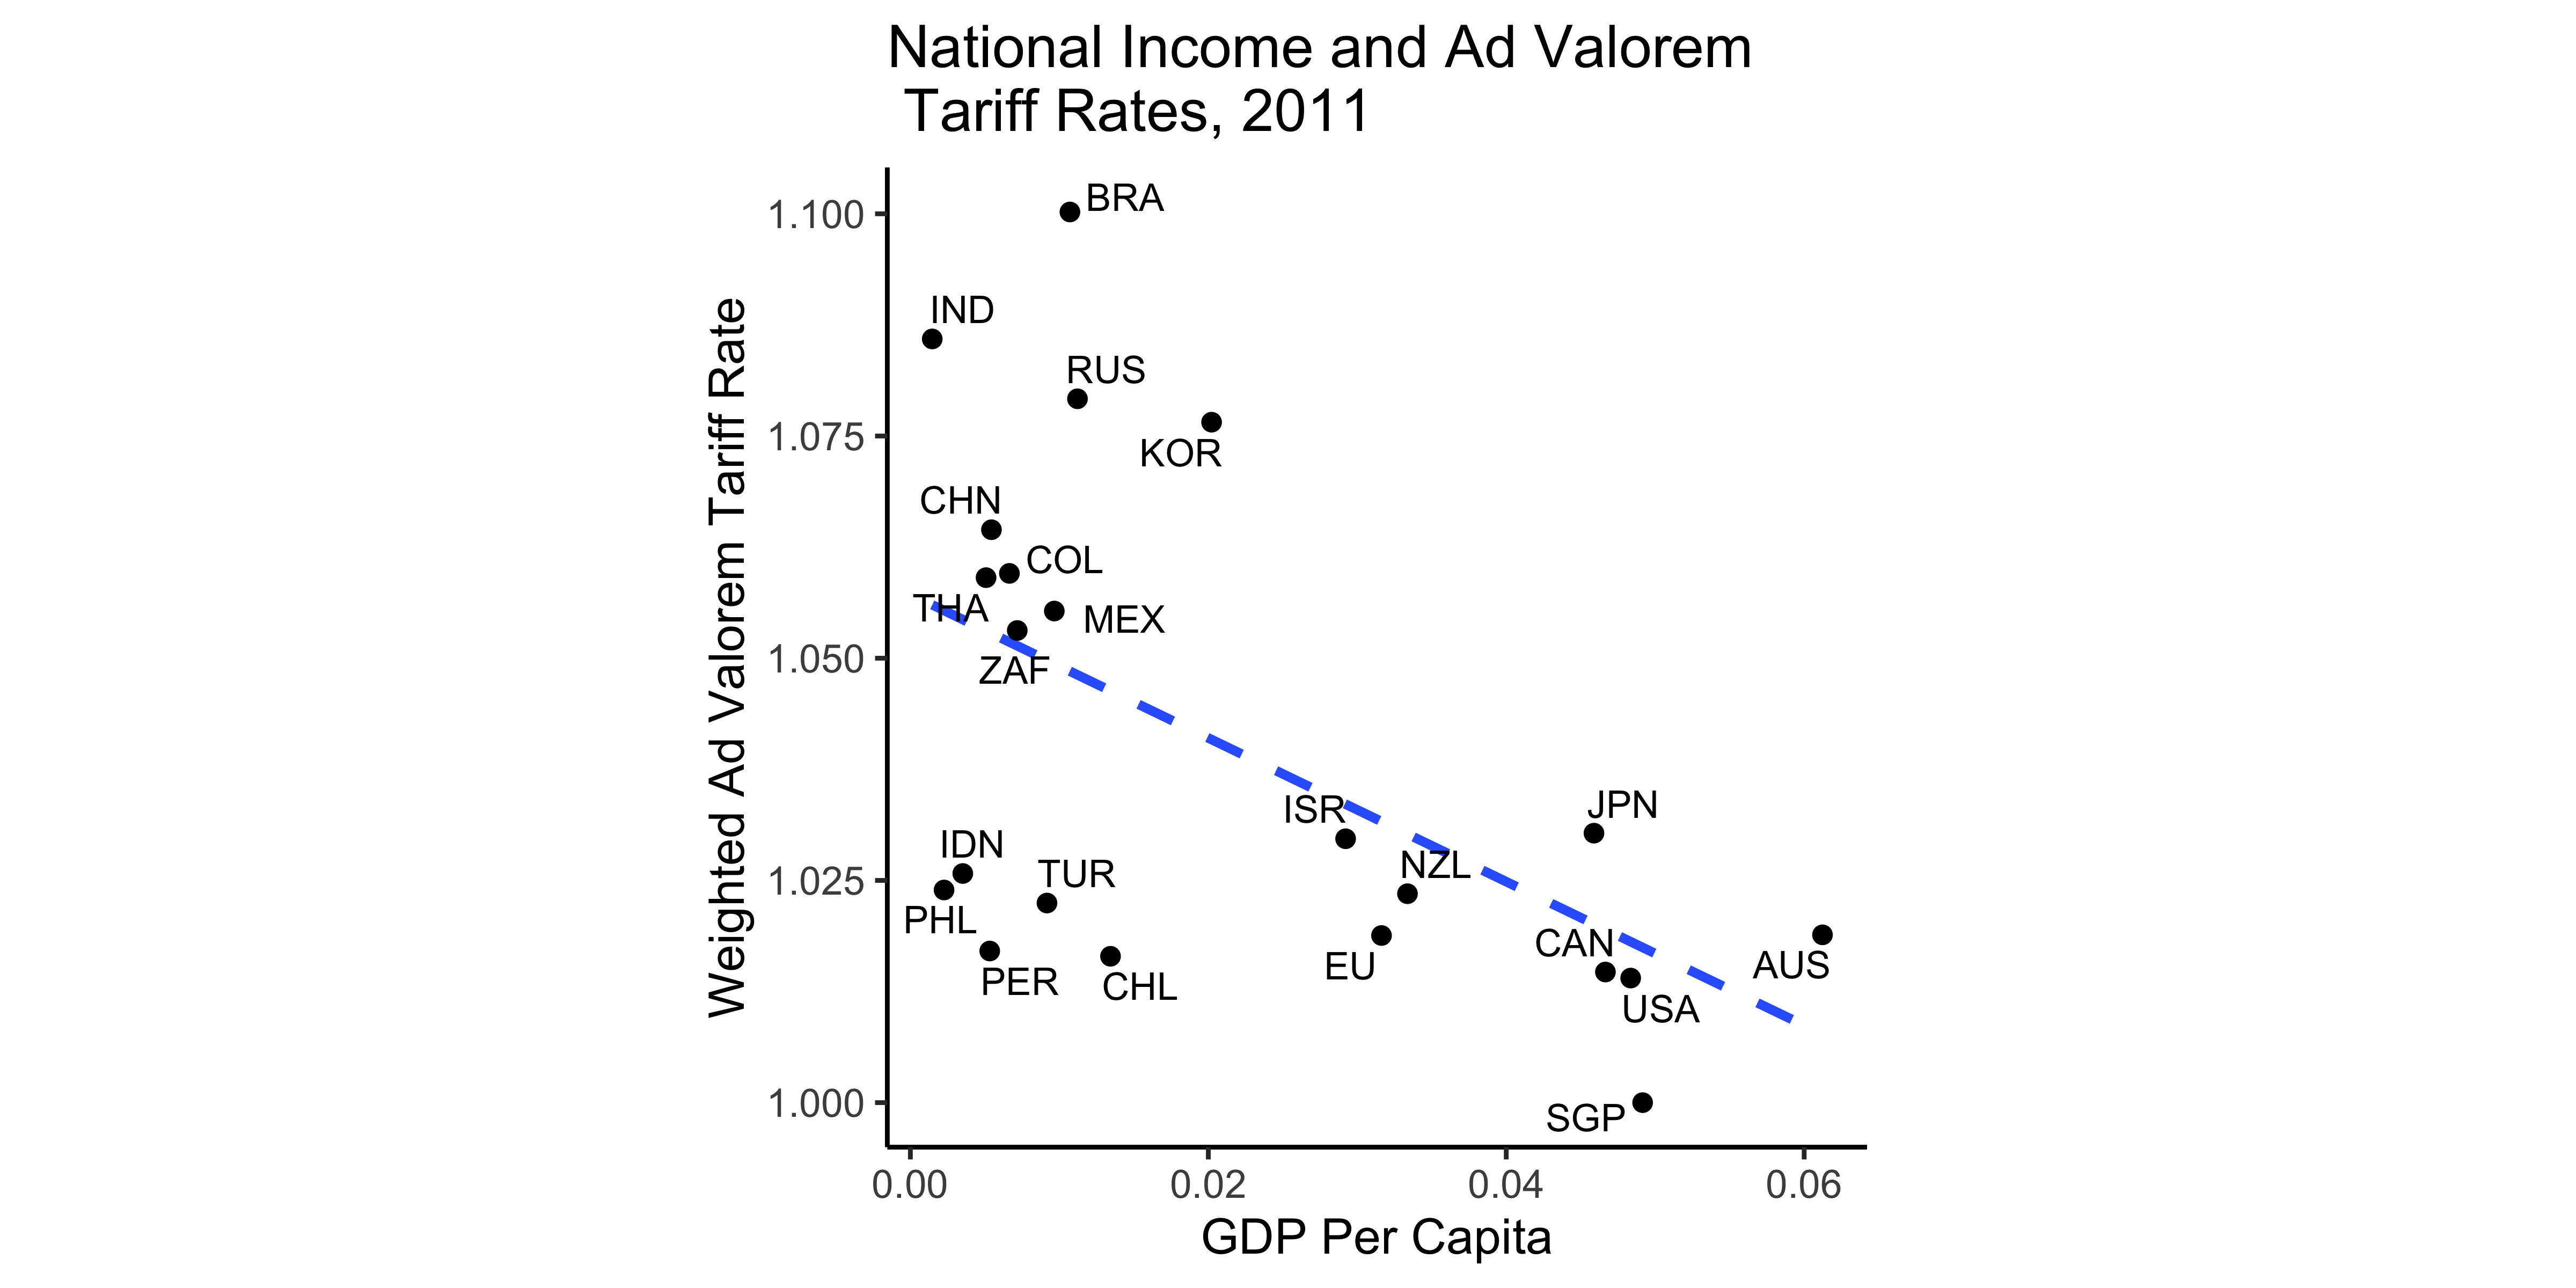 National Income and Ad Valorem
Tariff Rates, 2011
Weighted Ad Valorem Tariff Rate
1.100
1.075
1.050
1.025
1.000
BRA
IND
RUS
KOR
CHN
COL
THA
MEX
ZAF
ISR
JPN
IDN
TUR
NZL
PHL
CAN
EU
AUS
PER
CHL
USA
SGP
0.00 0.02 0.04 0.06
GDP Per Capita